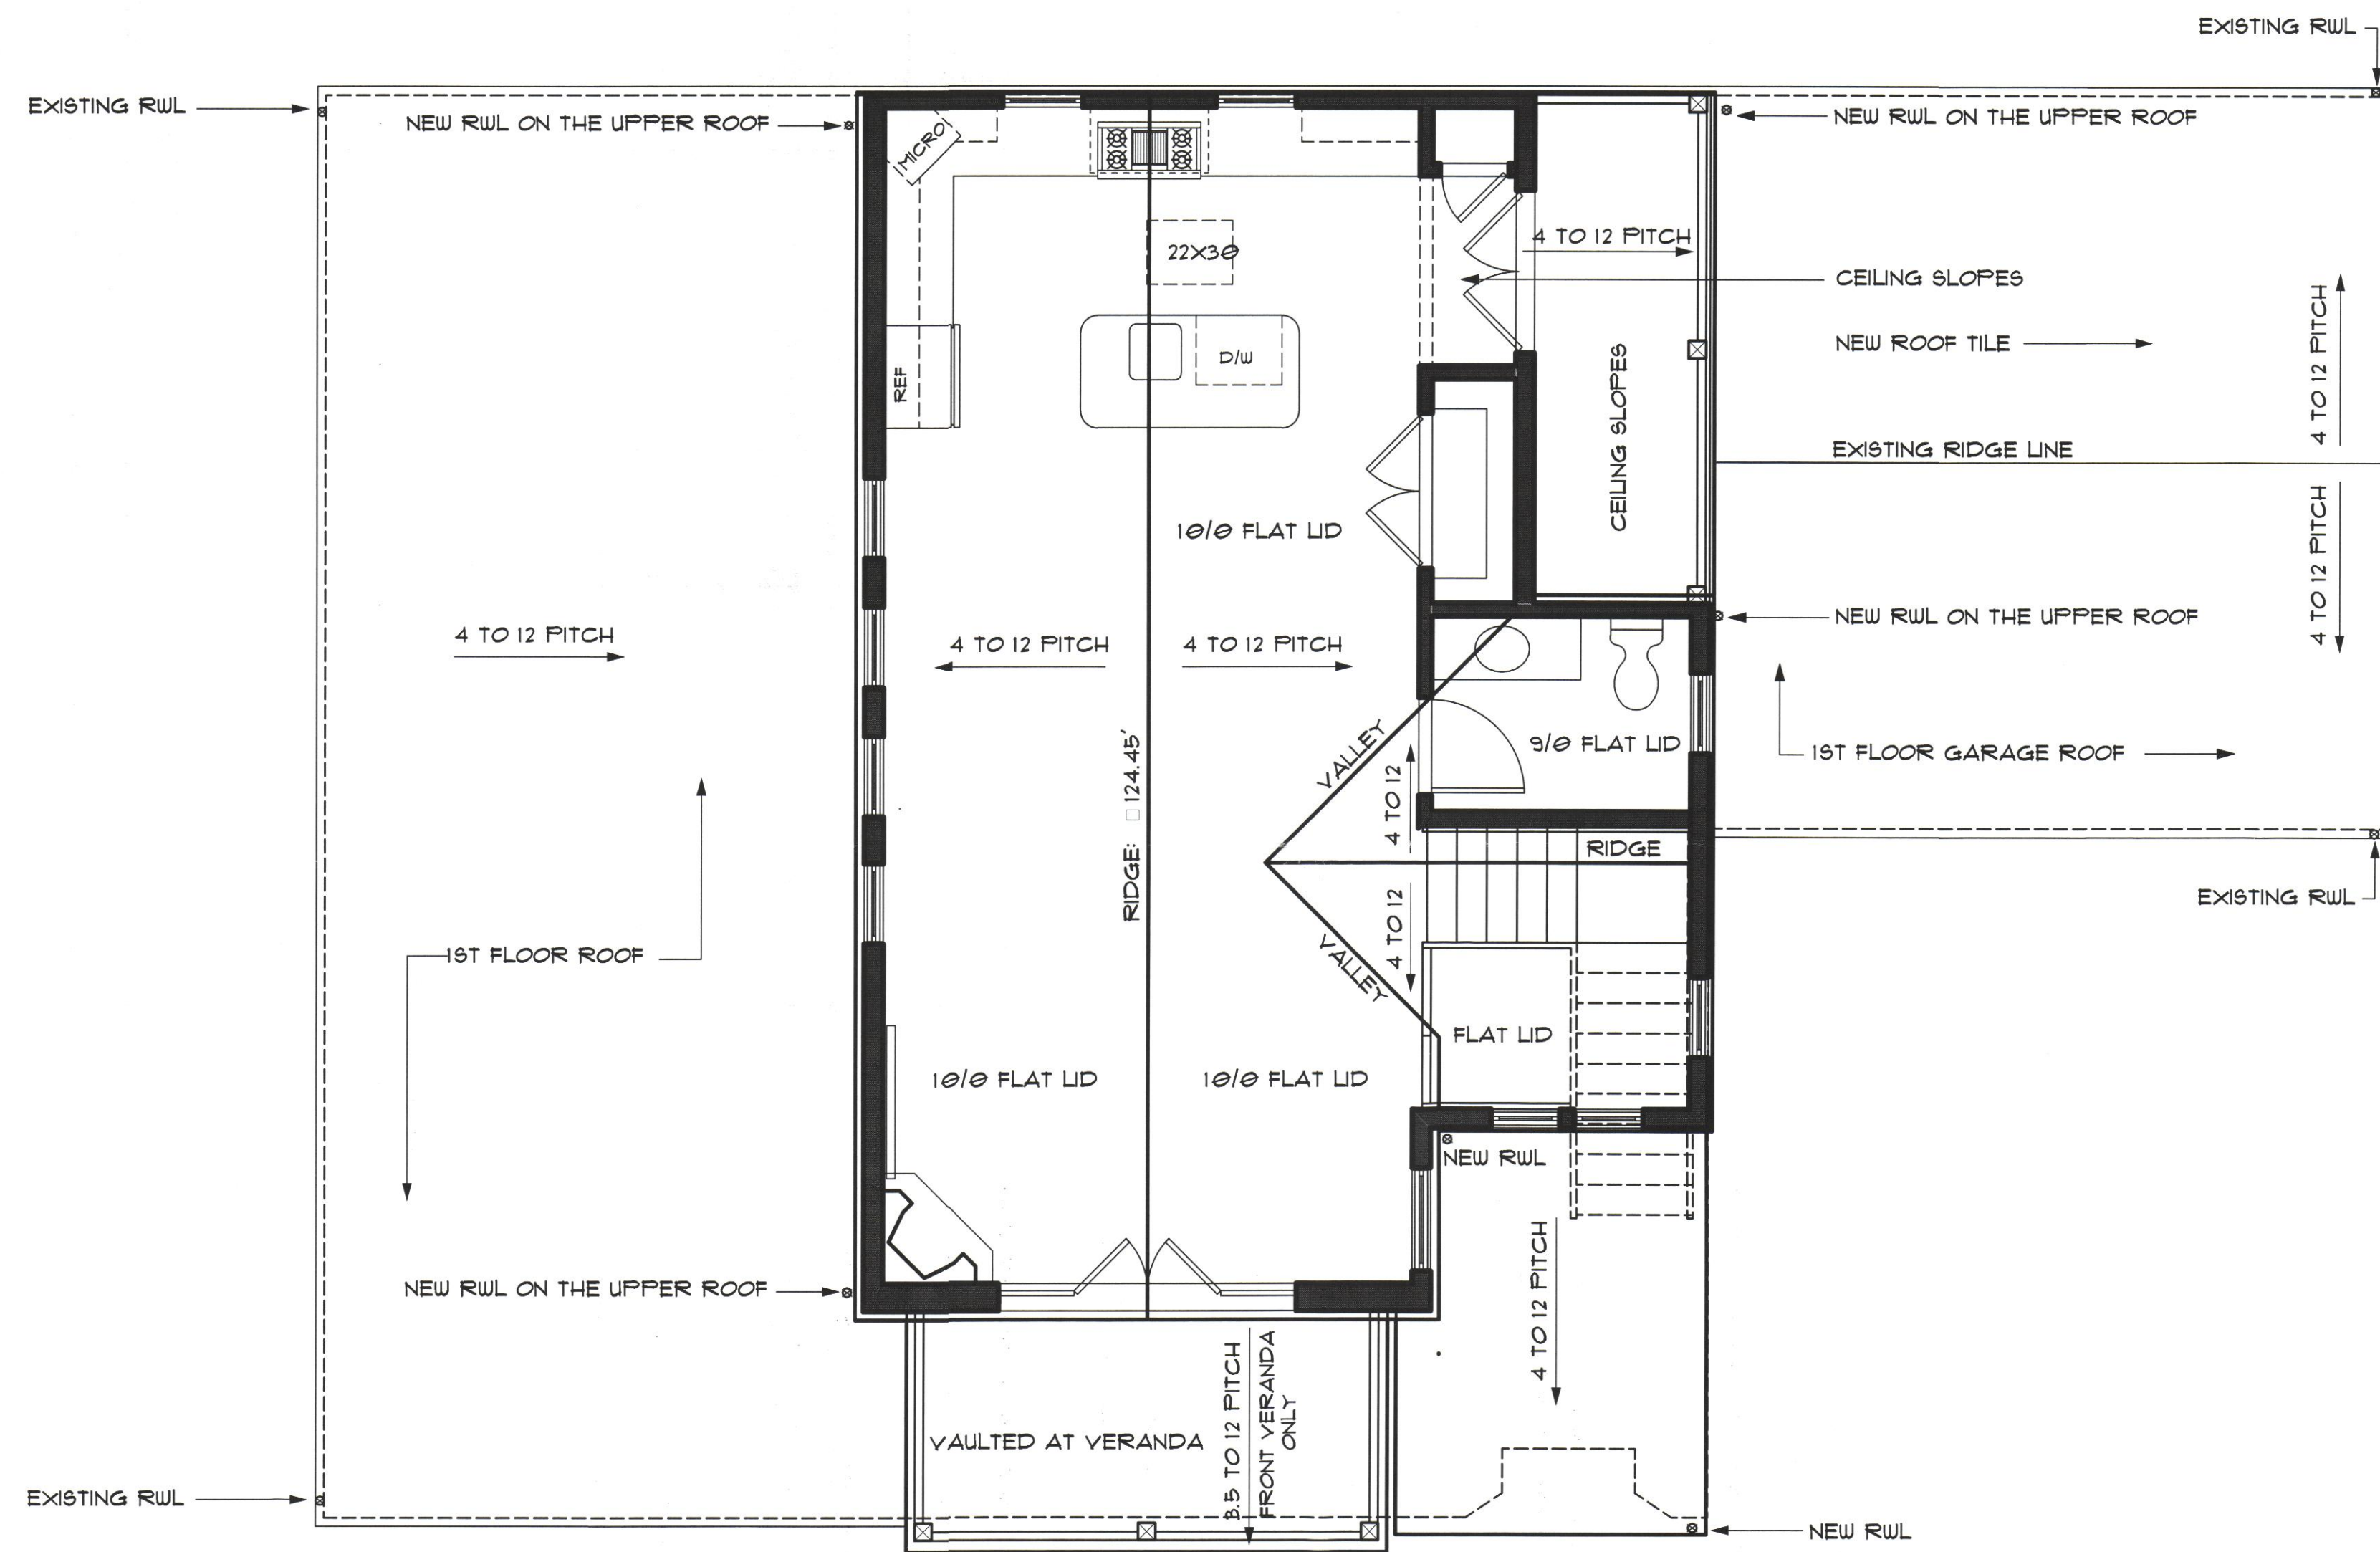 EXISTING RWL
EXISTING RWL
NEW RWL ON THE UPPER ROOF
NEW RWL ON THE UPPER ROOF
MICRO
4 TO 12 PITCH
22X30
CEILING SLOPES
NEW ROOF TILE
4 TO 12 PITCH
D/W
REF
CEILING SLOPES
EXISTING RIDGE LINE
10/0 FLAT LID
4 TO 12 PITCH
NEW RWL ON THE UPPER ROOF
4 TO 12 PITCH
4 TO 12 PITCH
4 TO 12 PITCH
VALLEY
9/0 FLAT LID
1ST FLOOR GARAGE ROOF
4 TO 12
RIDGE: 124.45'
RIDGE
EXISTING RWL
4 TO 12
VALLEY
1ST FLOOR ROOF
FLAT LID
10/0 FLAT LID
10/0 FLAT LID
NEW RWL
NEW RWL ON THE UPPER ROOF
4 TO 12 PITCH
3.5 TO 12 PITCH
FRONT VERANDA
ONLY
VAULTED AT VERANDA
EXISTING RWL
NEW RWL